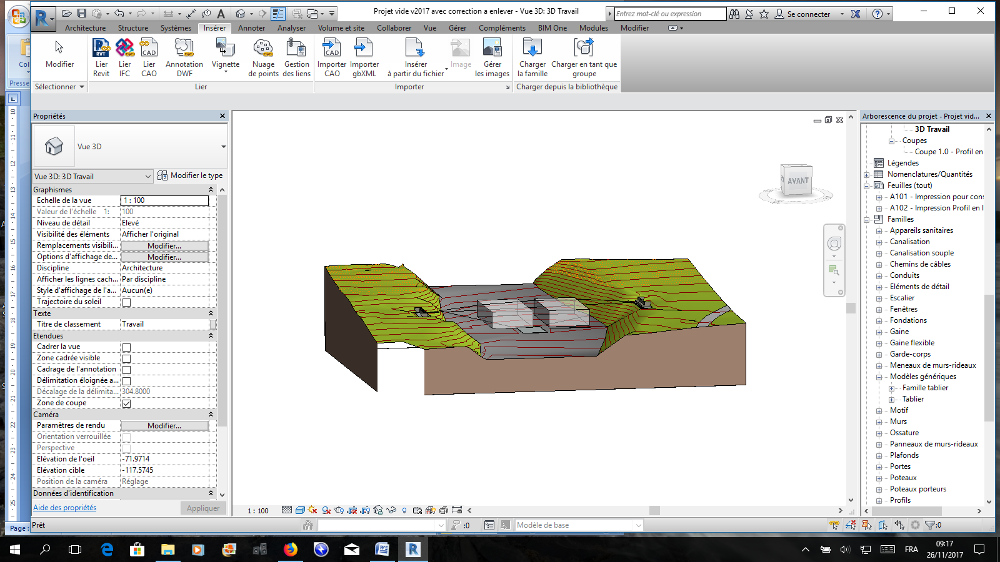 Projet vide v2017 avec correction a enlever - Vue 3D: 3D Travail
Entrez mot-clé ou expression
Se connecter
Architecture Structure Systèmes Insérer Annoter Analyser Volume et site Collaborer Vue Gérer Compléments BIM One Modules Modifier
Modifier
Lier Revit
Lier IFC
Lier CAO
Annotation DWF
Vignette
Nuage de points
Gestion des liens
Importer CAO
Importer gbXML
Insérer à partir du fichier
Image
Gérer les images
Charger la famille
Charger en tant que groupe
Sélectionner
Lier
Importer
Charger depuis la bibliothèque
Col
Presse
Propriétés
Vue 3D
Vue 3D: 3D Travail
Modifier le type
Graphismes
Echelle de la vue 1 : 100
Valeur de l'échelle 1: 100
Niveau de détail Elevé
Visibilité des éléments Afficher l'original
Remplacements visibili... Modifier...
Options d'affichage de... Modifier...
Discipline Architecture
Afficher les lignes cach... Par discipline
Style d'affichage de l'a... Aucun(e)
Trajectoire du soleil
Texte
Titre de classement Travail
Etendues
Cadrer la vue
Zone cadrée visible
Cadrage de l'annotation
Délimitation éloignée a...
Décalage de la délimita... 304.8000
Zone de coupe
Caméra
Paramètres de rendu Modifier...
Orientation verrouillée
Perspective
Elévation de l'oeil -71.9714
Elévation cible -117.5745
Position de la caméra Réglage
Données d'identification
Aide des propriétés
Appliquer
AVANT
1 : 100
Arborescence du projet - Projet vid...
3D Travail
Coupes
Coupe 1.0 - Profil en
Légendes
Nomenclatures/Quantités
Feuilles (tout)
A101 - Impression pour cons
A102 - Impression Profil en l
Familles
Appareils sanitaires
Canalisation
Canalisation souple
Chemins de câbles
Conduits
Eléments de détail
Escalier
Fenêtres
Fondations
Gaine
Gaine flexible
Garde-corps
Meneaux de murs-rideaux
Modèles génériques
Famille tablier
Tablier
Motif
Murs
Ossature
Panneaux de murs-rideaux
Plafonds
Portes
Poteaux
Poteaux porteurs
Profils
Page :
Prêt
:0
Modèle de base
:0
FRA
09:17
26/11/2017